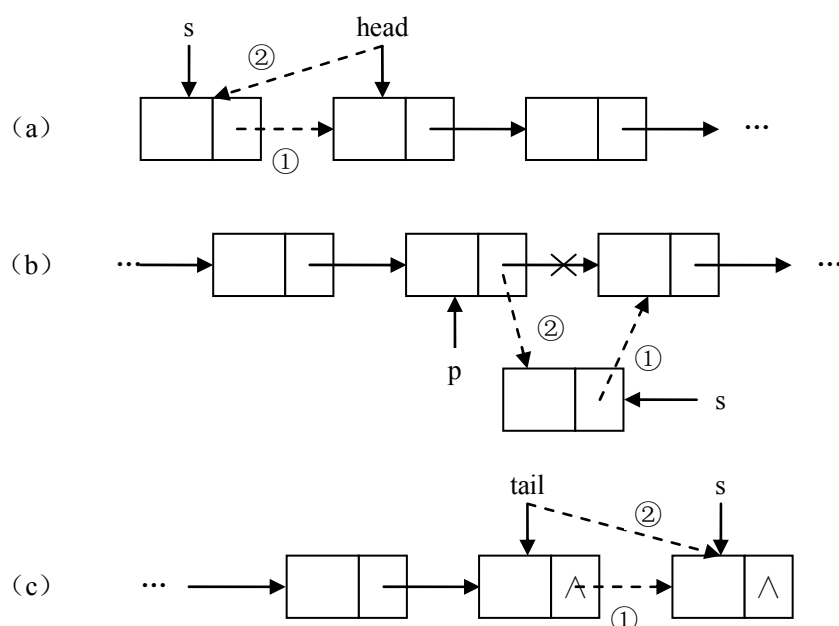 s head
②
（a）
①
···
（b） ··· ···
②
①
p
s
tail s
②
（c） ··· ∧ ∧
①